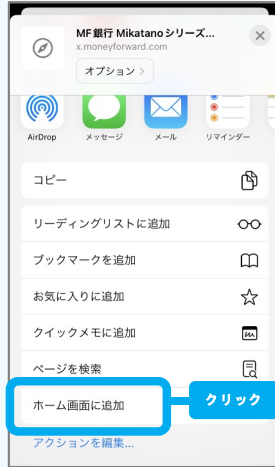 MF銀行 Mikatanoシリーズ...
x.moneyforward.com
オプション >
AirDrop メッセージ メール リマインダー
コピー
リーディングリストに追加
ブックマークを追加
お気に入りに追加
クイックメモに追加
ページを検索
ホーム画面に追加
クリック
アクションを編集...